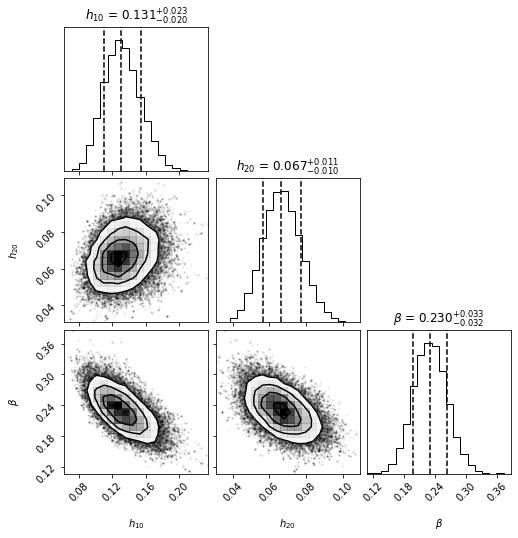 h₁₀ = 0.131⁺⁰·⁰²³₋₀.₀₂₀
h₂₀ = 0.067⁺⁰·⁰¹¹₋₀.₀₁₀
h₂₀
0.10
0.08
0.06
0.04
β = 0.230⁺⁰·⁰³³₋₀.₀₃₂
β
0.36
0.30
0.24
0.18
0.12
0.08 0.12 0.16 0.20
0.04 0.06 0.08 0.10
0.12 0.18 0.24 0.30 0.36
h₁₀
h₂₀
β